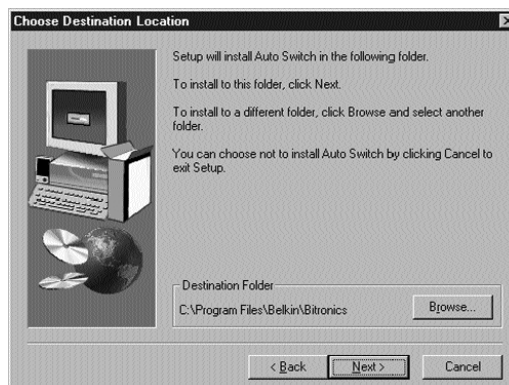 Choose Destination Location
Setup will install Auto Switch in the following folder.
To install to this folder, click Next.
To install to a different folder, click Browse and select another
folder.
You can choose not to install Auto Switch by clicking Cancel to
exit Setup.
Destination Folder
C:\Program Files\Belkin\Bitronics
Browse...
< Back
Next >
Cancel